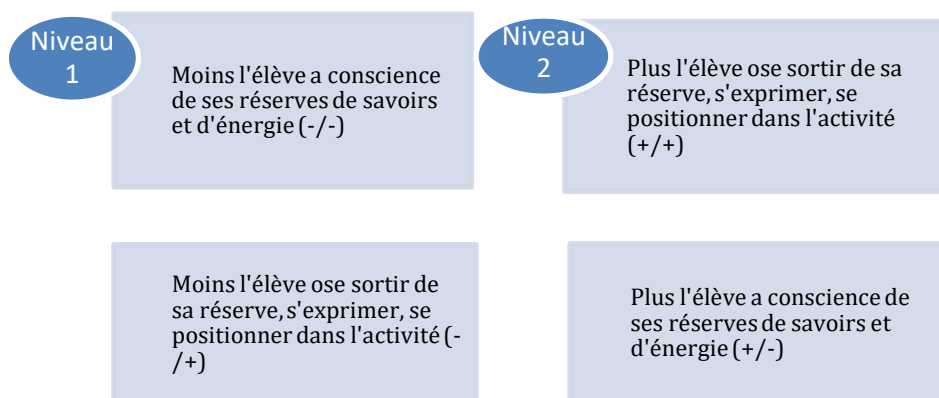 Niveau
1
Moins l'élève a conscience
de ses réserves de savoirs
et d'énergie (-/-)
Niveau
2
Plus l'élève ose sortir de sa
réserve, s'exprimer, se
positionner dans l'activité
(+/+)
Moins l'élève ose sortir de
sa réserve, s'exprimer, se
positionner dans l'activité (-
/+)
Plus l'élève a conscience de
ses réserves de savoirs et
d'énergie (+/-)